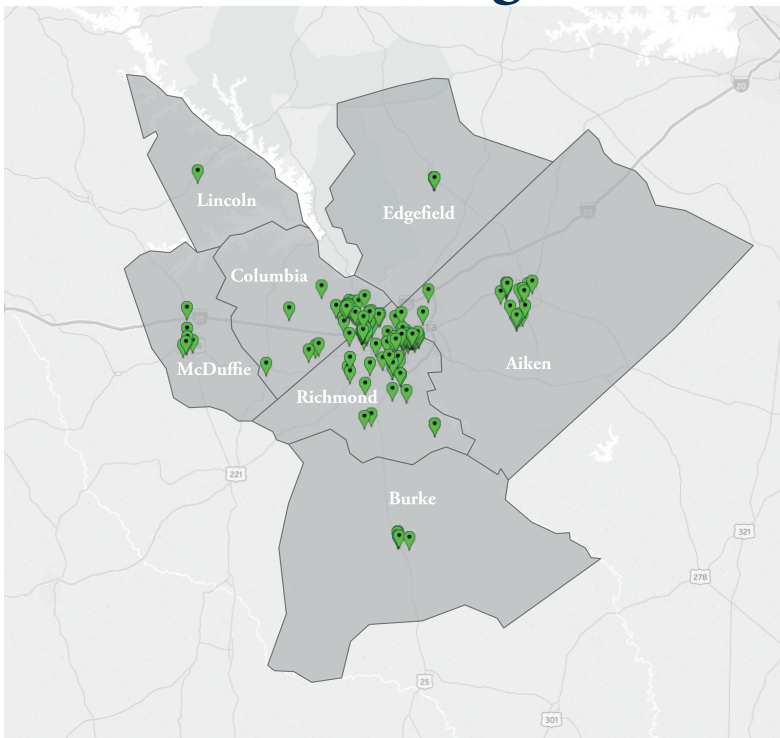 20
Lincoln
Edgefield
Columbia
McDuffie
Aiken
Richmond
221
Burke
321
278
25
301